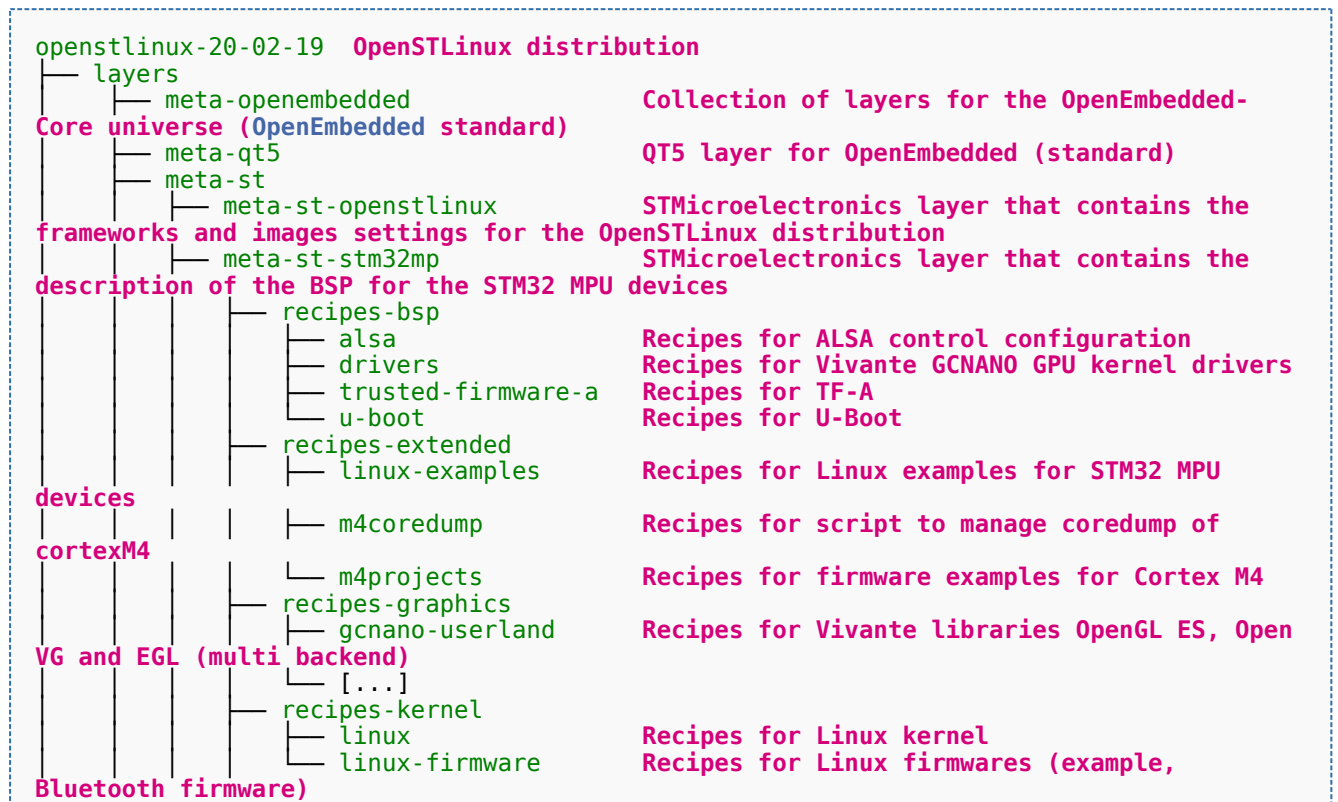 openstlinux-20-02-19  OpenSTLinux distribution
├── layers
│    ├── meta-openembedded                Collection of layers for the OpenEmbedded-
Core universe (OpenEmbedded standard)
│    ├── meta-qt5                         QT5 layer for OpenEmbedded (standard)
│    ├── meta-st
│    │    ├── meta-st-openstlinux         STMicroelectronics layer that contains the
frameworks and images settings for the OpenSTLinux distribution
│    │    ├── meta-st-stm32mp             STMicroelectronics layer that contains the
description of the BSP for the STM32 MPU devices
│    │    │    ├── recipes-bsp
│    │    │    │    ├── alsa              Recipes for ALSA control configuration
│    │    │    │    ├── drivers           Recipes for Vivante GCNANO GPU kernel drivers
│    │    │    │    ├── trusted-firmware-a   Recipes for TF-A
│    │    │    │    └── u-boot            Recipes for U-Boot
│    │    │    ├── recipes-extended
│    │    │    │    ├── linux-examples    Recipes for Linux examples for STM32 MPU
devices
│    │    │    │    ├── m4coredump        Recipes for script to manage coredump of
cortexM4
│    │    │    │    └── m4projects        Recipes for firmware examples for Cortex M4
│    │    │    ├── recipes-graphics
│    │    │    │    ├── gcnano-userland   Recipes for Vivante libraries OpenGL ES, Open
VG and EGL (multi backend)
│    │    │    │    └── [...]
│    │    │    ├── recipes-kernel
│    │    │    │    ├── linux             Recipes for Linux kernel
│    │    │    │    └── linux-firmware    Recipes for Linux firmwares (example,
Bluetooth firmware)